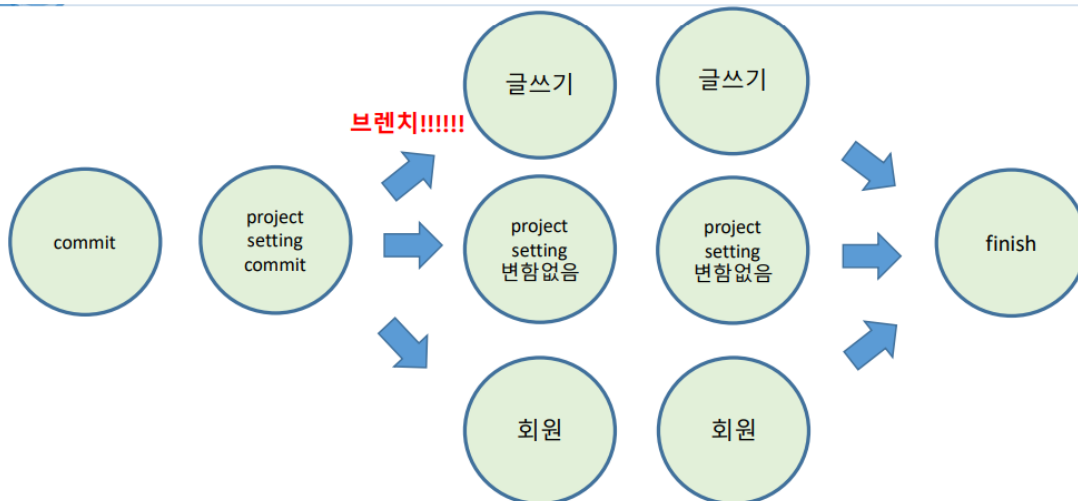 글쓰기
글쓰기
브렌치!!!!!!
commit
project
setting
commit
project
setting
변함없음
project
setting
변함없음
finish
회원
회원